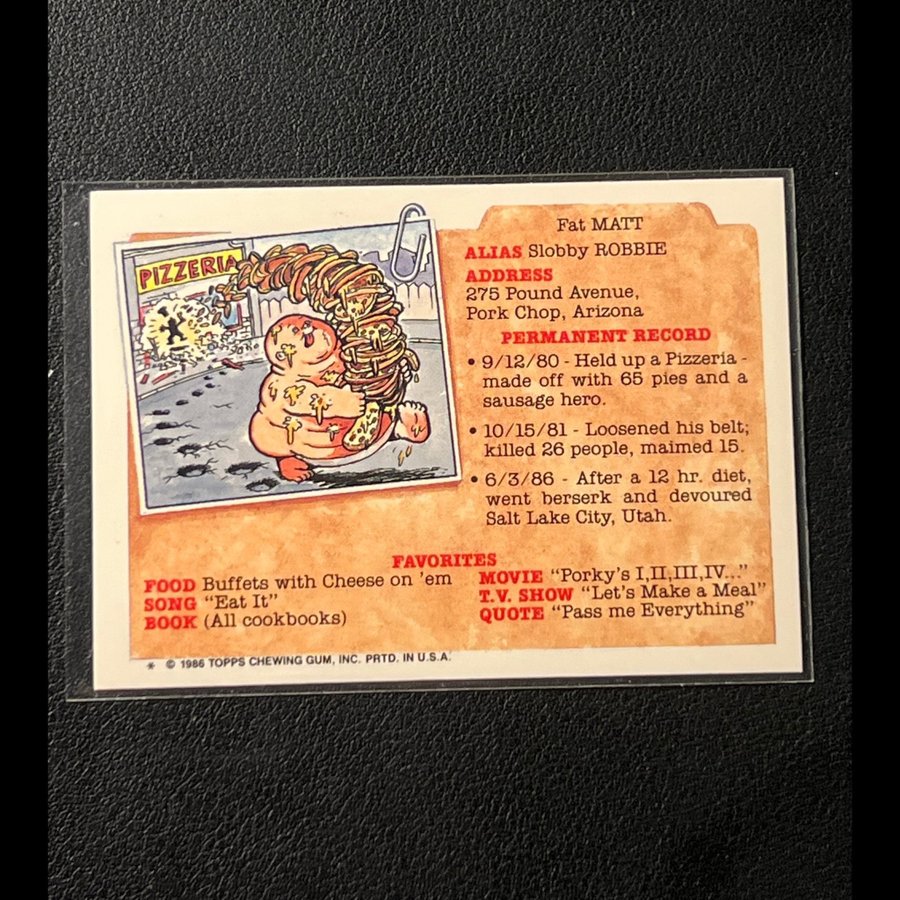 PIZZERIA
Fat MATT
ALIAS Slobby ROBBIE
ADDRESS
275 Pound Avenue,
Pork Chop, Arizona
PERMANENT RECORD
• 9/12/80 - Held up a Pizzeria -
made off with 65 pies and a
sausage hero.
• 10/15/81 - Loosened his belt;
killed 26 people, maimed 15.
• 6/3/86 - After a 12 hr. diet,
went berserk and devoured
Salt Lake City, Utah.
FAVORITES
FOOD Buffets with Cheese on 'em
SONG "Eat It"
BOOK (All cookbooks)
MOVIE "Porky's I,II,III,IV..."
T.V. SHOW "Let's Make a Meal"
QUOTE "Pass me Everything"
* © 1986 TOPPS CHEWING GUM, INC. PRTD. IN U.S.A.